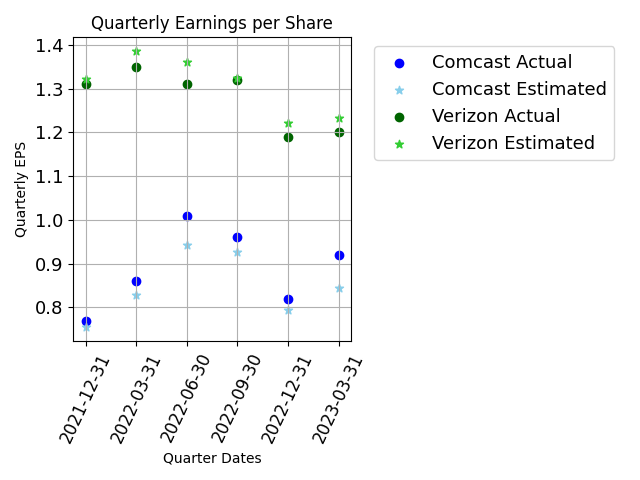 Quarterly Earnings per Share
Quarterly EPS
1.4
1.3
1.2
1.1
1.0
0.9
0.8
2021-12-31
2022-03-31
2022-06-30
2022-09-30
2022-12-31
2023-03-31
Quarter Dates
Comcast Actual
Comcast Estimated
Verizon Actual
Verizon Estimated